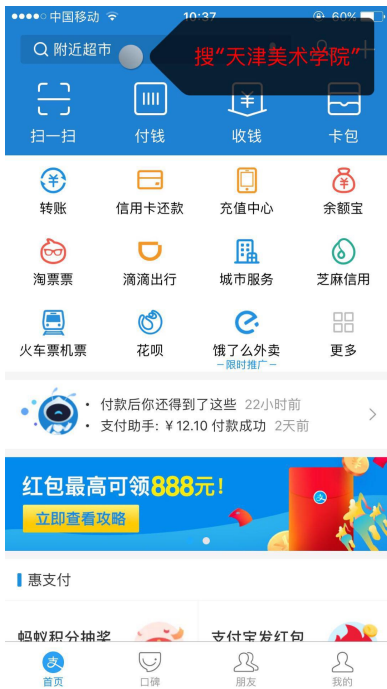 中国移动 10:37 60%
附近超市
搜“天津美术学院”
扫一扫 付钱 收钱 卡包
转账 信用卡还款 充值中心 余额宝
淘票票 滴滴出行 城市服务 芝麻信用
火车票机票 花呗 饿了么外卖 更多
－限时推广－
· 付款后你还得到了这些 22小时前
· 支付助手: ￥12.10 付款成功 2天前
红包最高可领888元!
立即查看攻略
惠支付
蚂蚁积分抽奖 支付宝发红包
首页 口碑 朋友 我的